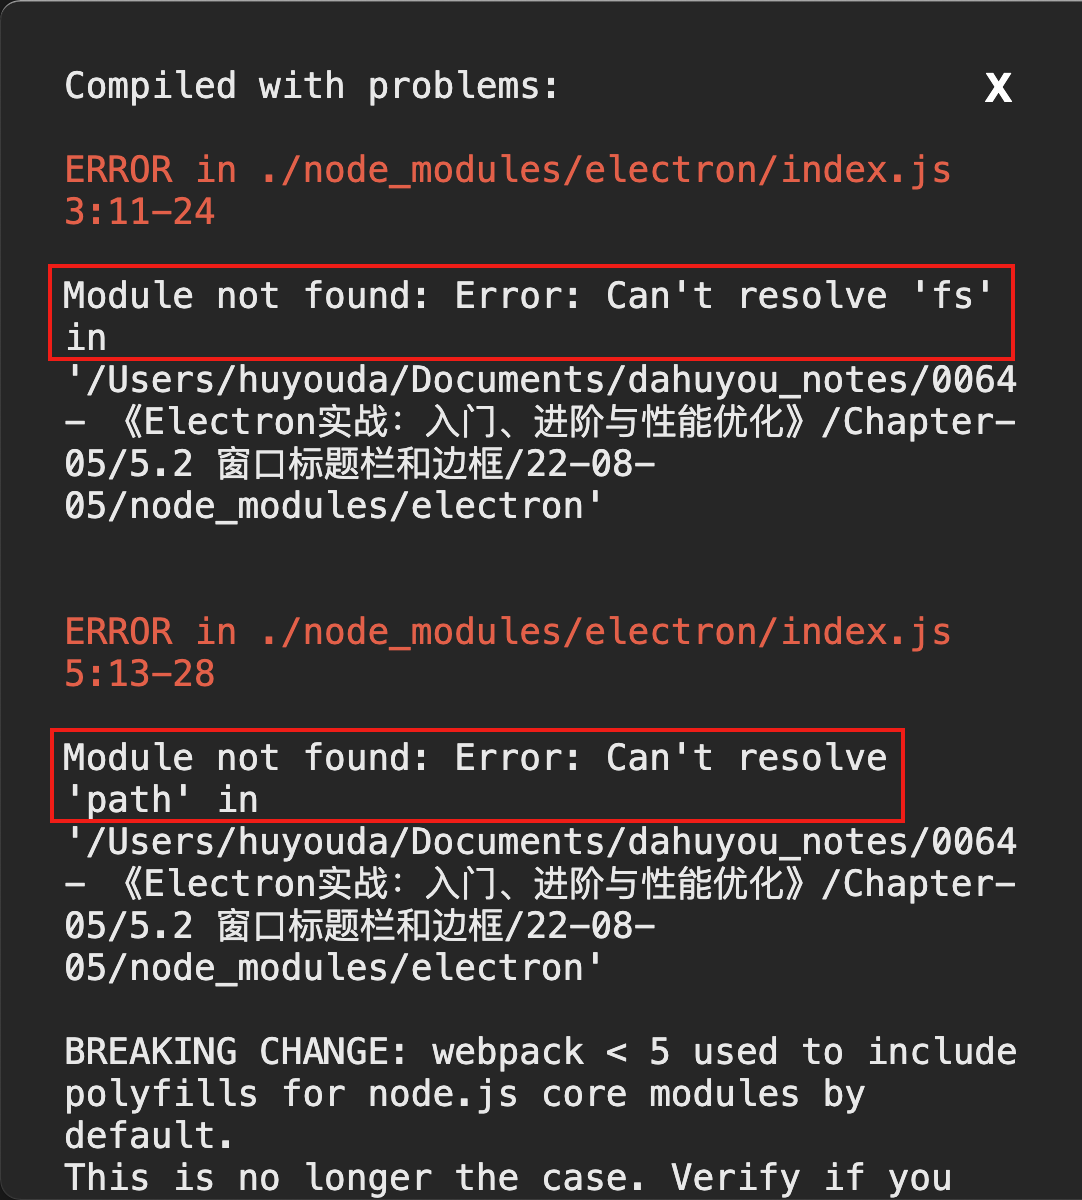 Compiled with problems:
X
ERROR in ./node_modules/electron/index.js
3:11-24
Module not found: Error: Can't resolve 'fs'
in
'/Users/huyouda/Documents/dahuyou_notes/0064
- 《Electron实战：入门、进阶与性能优化》/Chapter-
05/5.2 窗口标题栏和边框/22-08-
05/node_modules/electron'
ERROR in ./node_modules/electron/index.js
5:13-28
Module not found: Error: Can't resolve
'path' in
'/Users/huyouda/Documents/dahuyou_notes/0064
- 《Electron实战：入门、进阶与性能优化》/Chapter-
05/5.2 窗口标题栏和边框/22-08-
05/node_modules/electron'
BREAKING CHANGE: webpack < 5 used to include
polyfills for node.js core modules by
default.
This is no longer the case. Verify if you